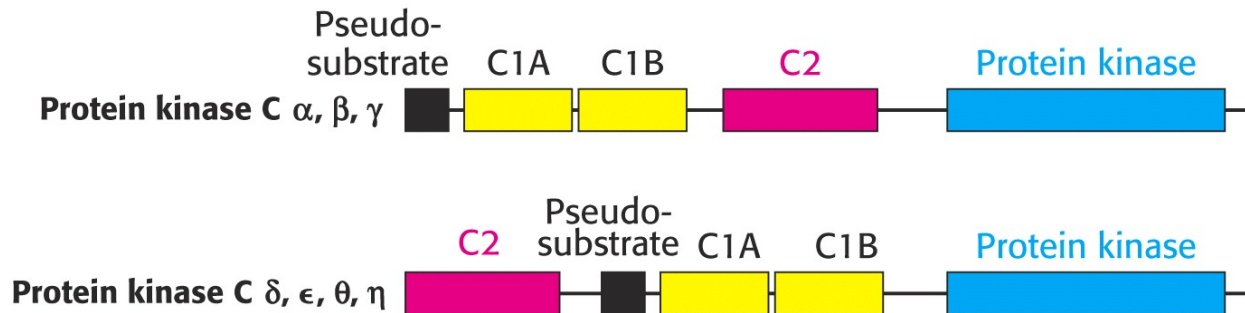 Pseudo-
substrate C1A C1B C2 Protein kinase
Protein kinase C α, β, γ
Pseudo-
C2 substrate C1A C1B Protein kinase
Protein kinase C δ, ϵ, θ, η